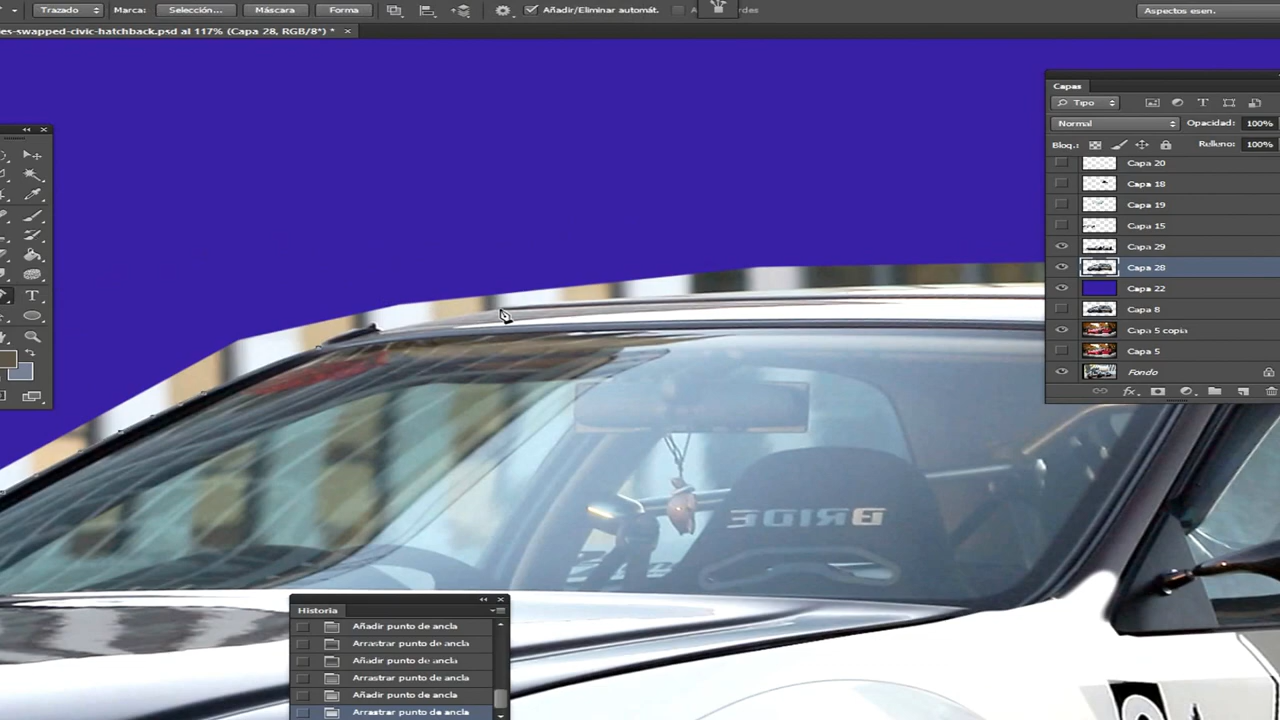 Trazado Marca: Selección... Máscara Forma Añadir/Eliminar automát. Aspectos esen.
es-swapped-civic-hatchback.psd al 117% (Capa 28, RGB/8*) *
Capas
Tipo
Normal Opacidad: 100%
Bloq.: Relleno: 100%
Capa 20
Capa 18
Capa 19
Capa 15
Capa 29
Capa 28
Capa 22
Capa 8
Capa 5 copia
Capa 5
Fondo
BRIDE
Historia
Añadir punto de ancla
Arrastrar punto de ancla
Añadir punto de ancla
Arrastrar punto de ancla
Añadir punto de ancla
Arrastrar punto de ancla